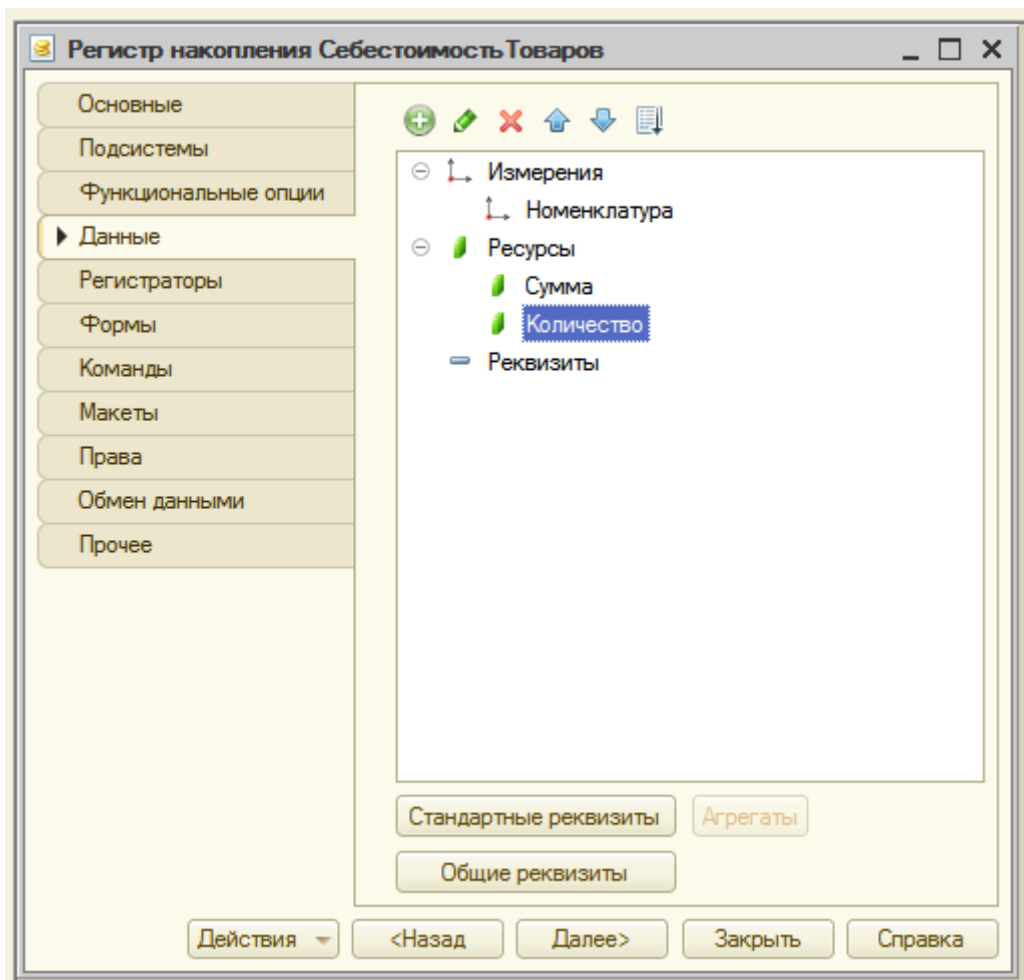 Регистр накопления СебестоимостьТоваров
Основные
Подсистемы
Функциональные опции
Данные
Регистраторы
Формы
Команды
Макеты
Права
Обмен данными
Прочее
Измерения
Номенклатура
Ресурсы
Сумма
Количество
Реквизиты
Стандартные реквизиты
Агрегаты
Общие реквизиты
Действия
<Назад
Далее>
Закрыть
Справка